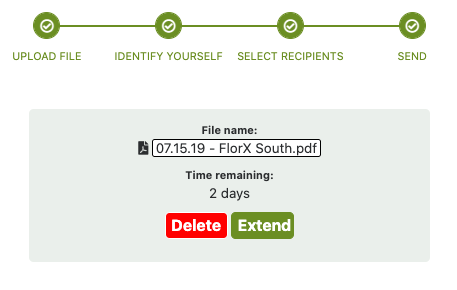 UPLOAD FILE IDENTIFY YOURSELF SELECT RECIPIENTS SEND
File name:
07.15.19 - FlorX South.pdf
Time remaining:
2 days
Delete Extend